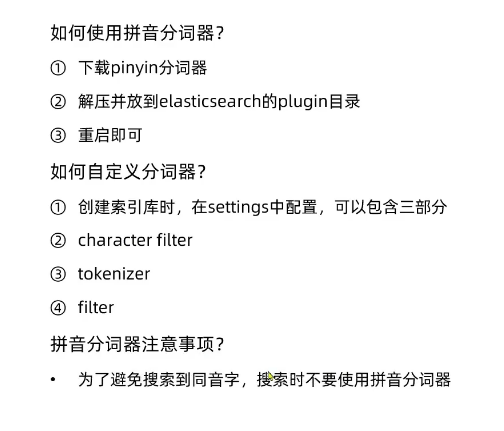 如何使用拼音分词器？
① 下载pinyin分词器
② 解压并放到elasticsearch的plugin目录
③ 重启即可
如何自定义分词器？
① 创建索引库时，在settings中配置，可以包含三部分
② character filter
③ tokenizer
④ filter
拼音分词器注意事项？
• 为了避免搜索到同音字，搜索时不要使用拼音分词器